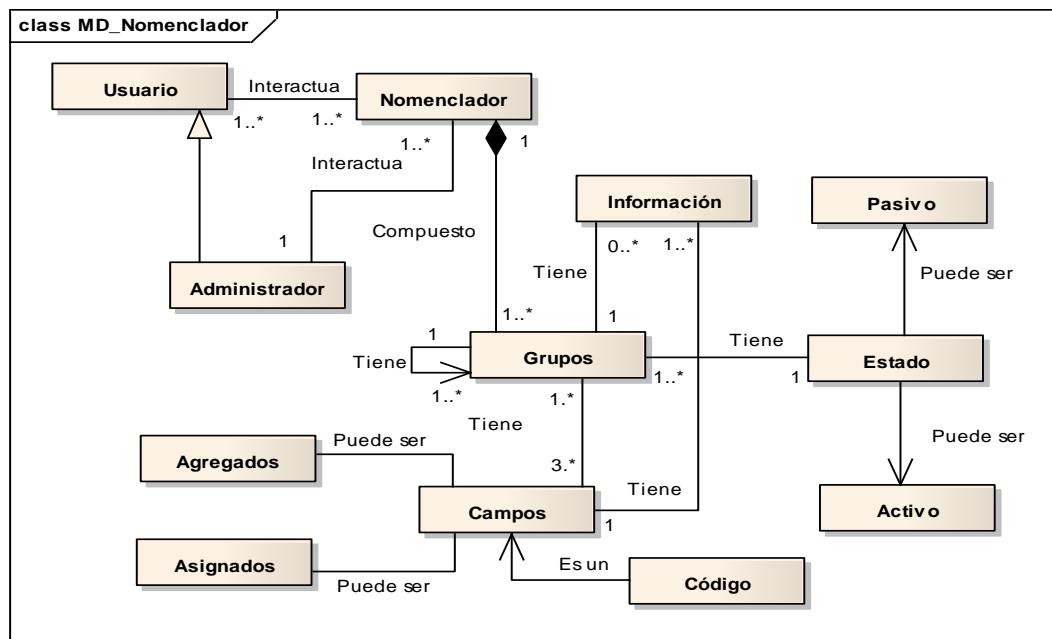 class MD_Nomenclador
Usuario
Interactua
Nomenclador
1..*
1..*
1..*
1
Interactua
Información
Pasivo
Compuesto
0..*
1..*
1
Puede ser
Administrador
Tiene
1..*
1
1
Grupos
Tiene
Estado
Tiene
1..*
1..*
1
1.*
Tiene
Puede ser
Puede ser
Agregados
3.*
Tiene
Campos
1
Activo
Asignados
Es un
Código
Puede ser